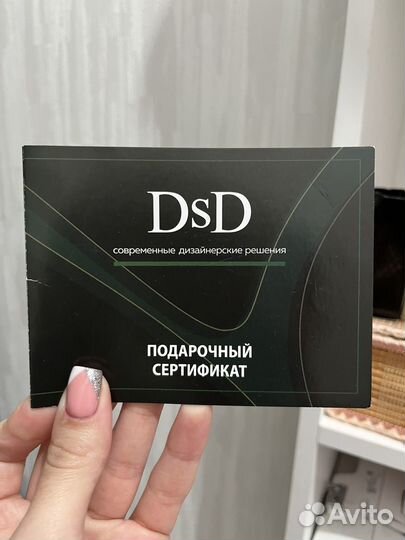 DsD
современные дизайнерские решения
ПОДАРОЧНЫЙ
СЕРТИФИКАТ
Avito